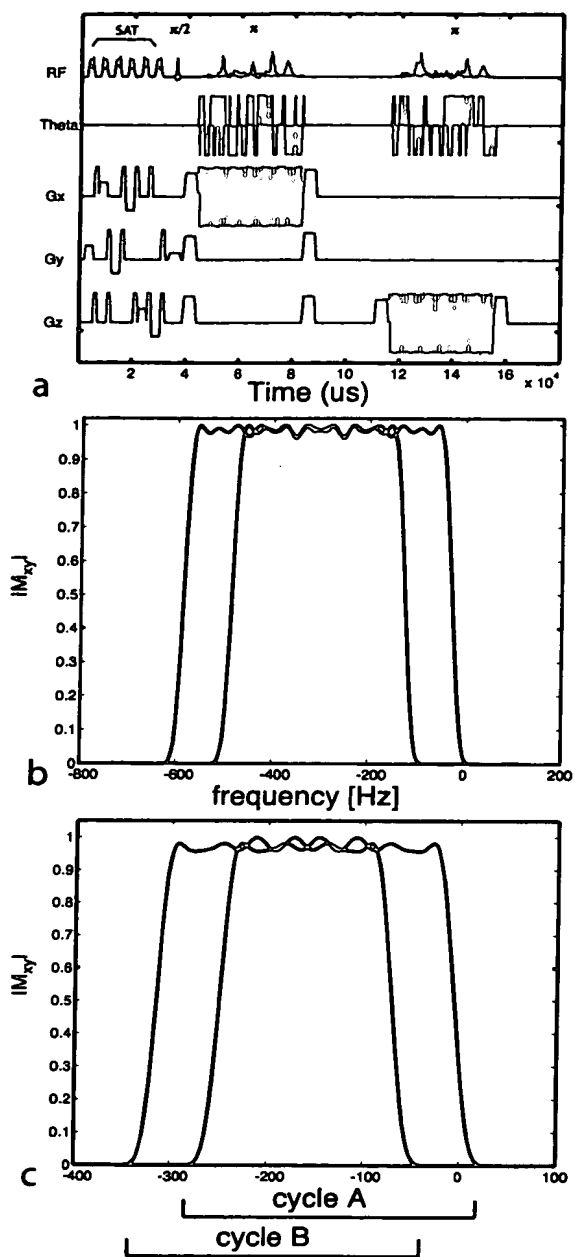 SAT π/2 π π
RF
Theta
Gx
Gy
Gz
0 2 4 6 8 10 12 14 16
x 10⁴
a Time (us)
1
0.9
0.8
0.7
0.6
0.5
0.4
0.3
0.2
0.1
0
|Mxy|
-800 -600 -400 -200 0 200
b frequency [Hz]
1
0.9
0.8
0.7
0.6
0.5
0.4
0.3
0.2
0.1
0
|Mxy|
-400 -300 -200 -100 0 100
c
cycle A
cycle B